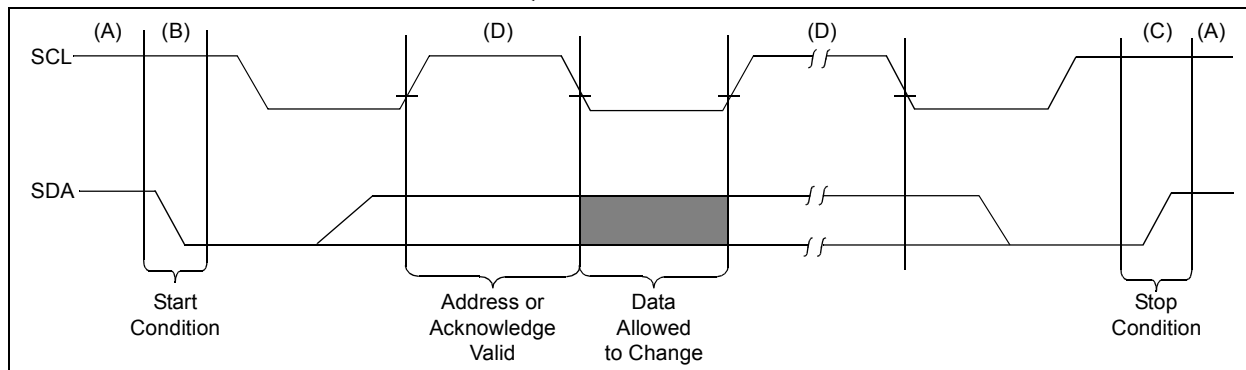 (A) (B) (D) (D) (C) (A)
SCL
SDA
Start
Condition
Address or
Acknowledge
Valid
Data
Allowed
to Change
Stop
Condition